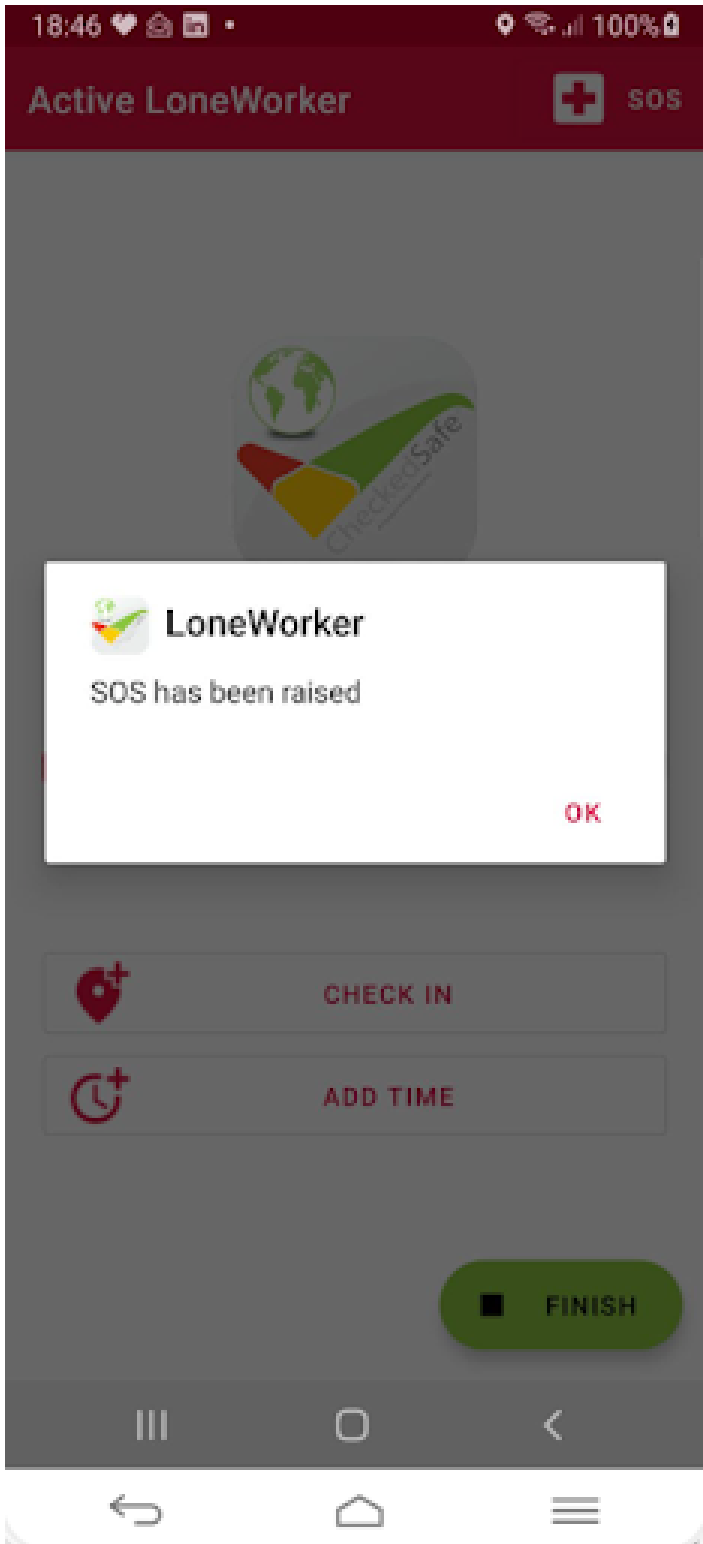 18:46 100%
Active LoneWorker SOS
CheckedSafe
LoneWorker
SOS has been raised
OK
CHECK IN
ADD TIME
FINISH